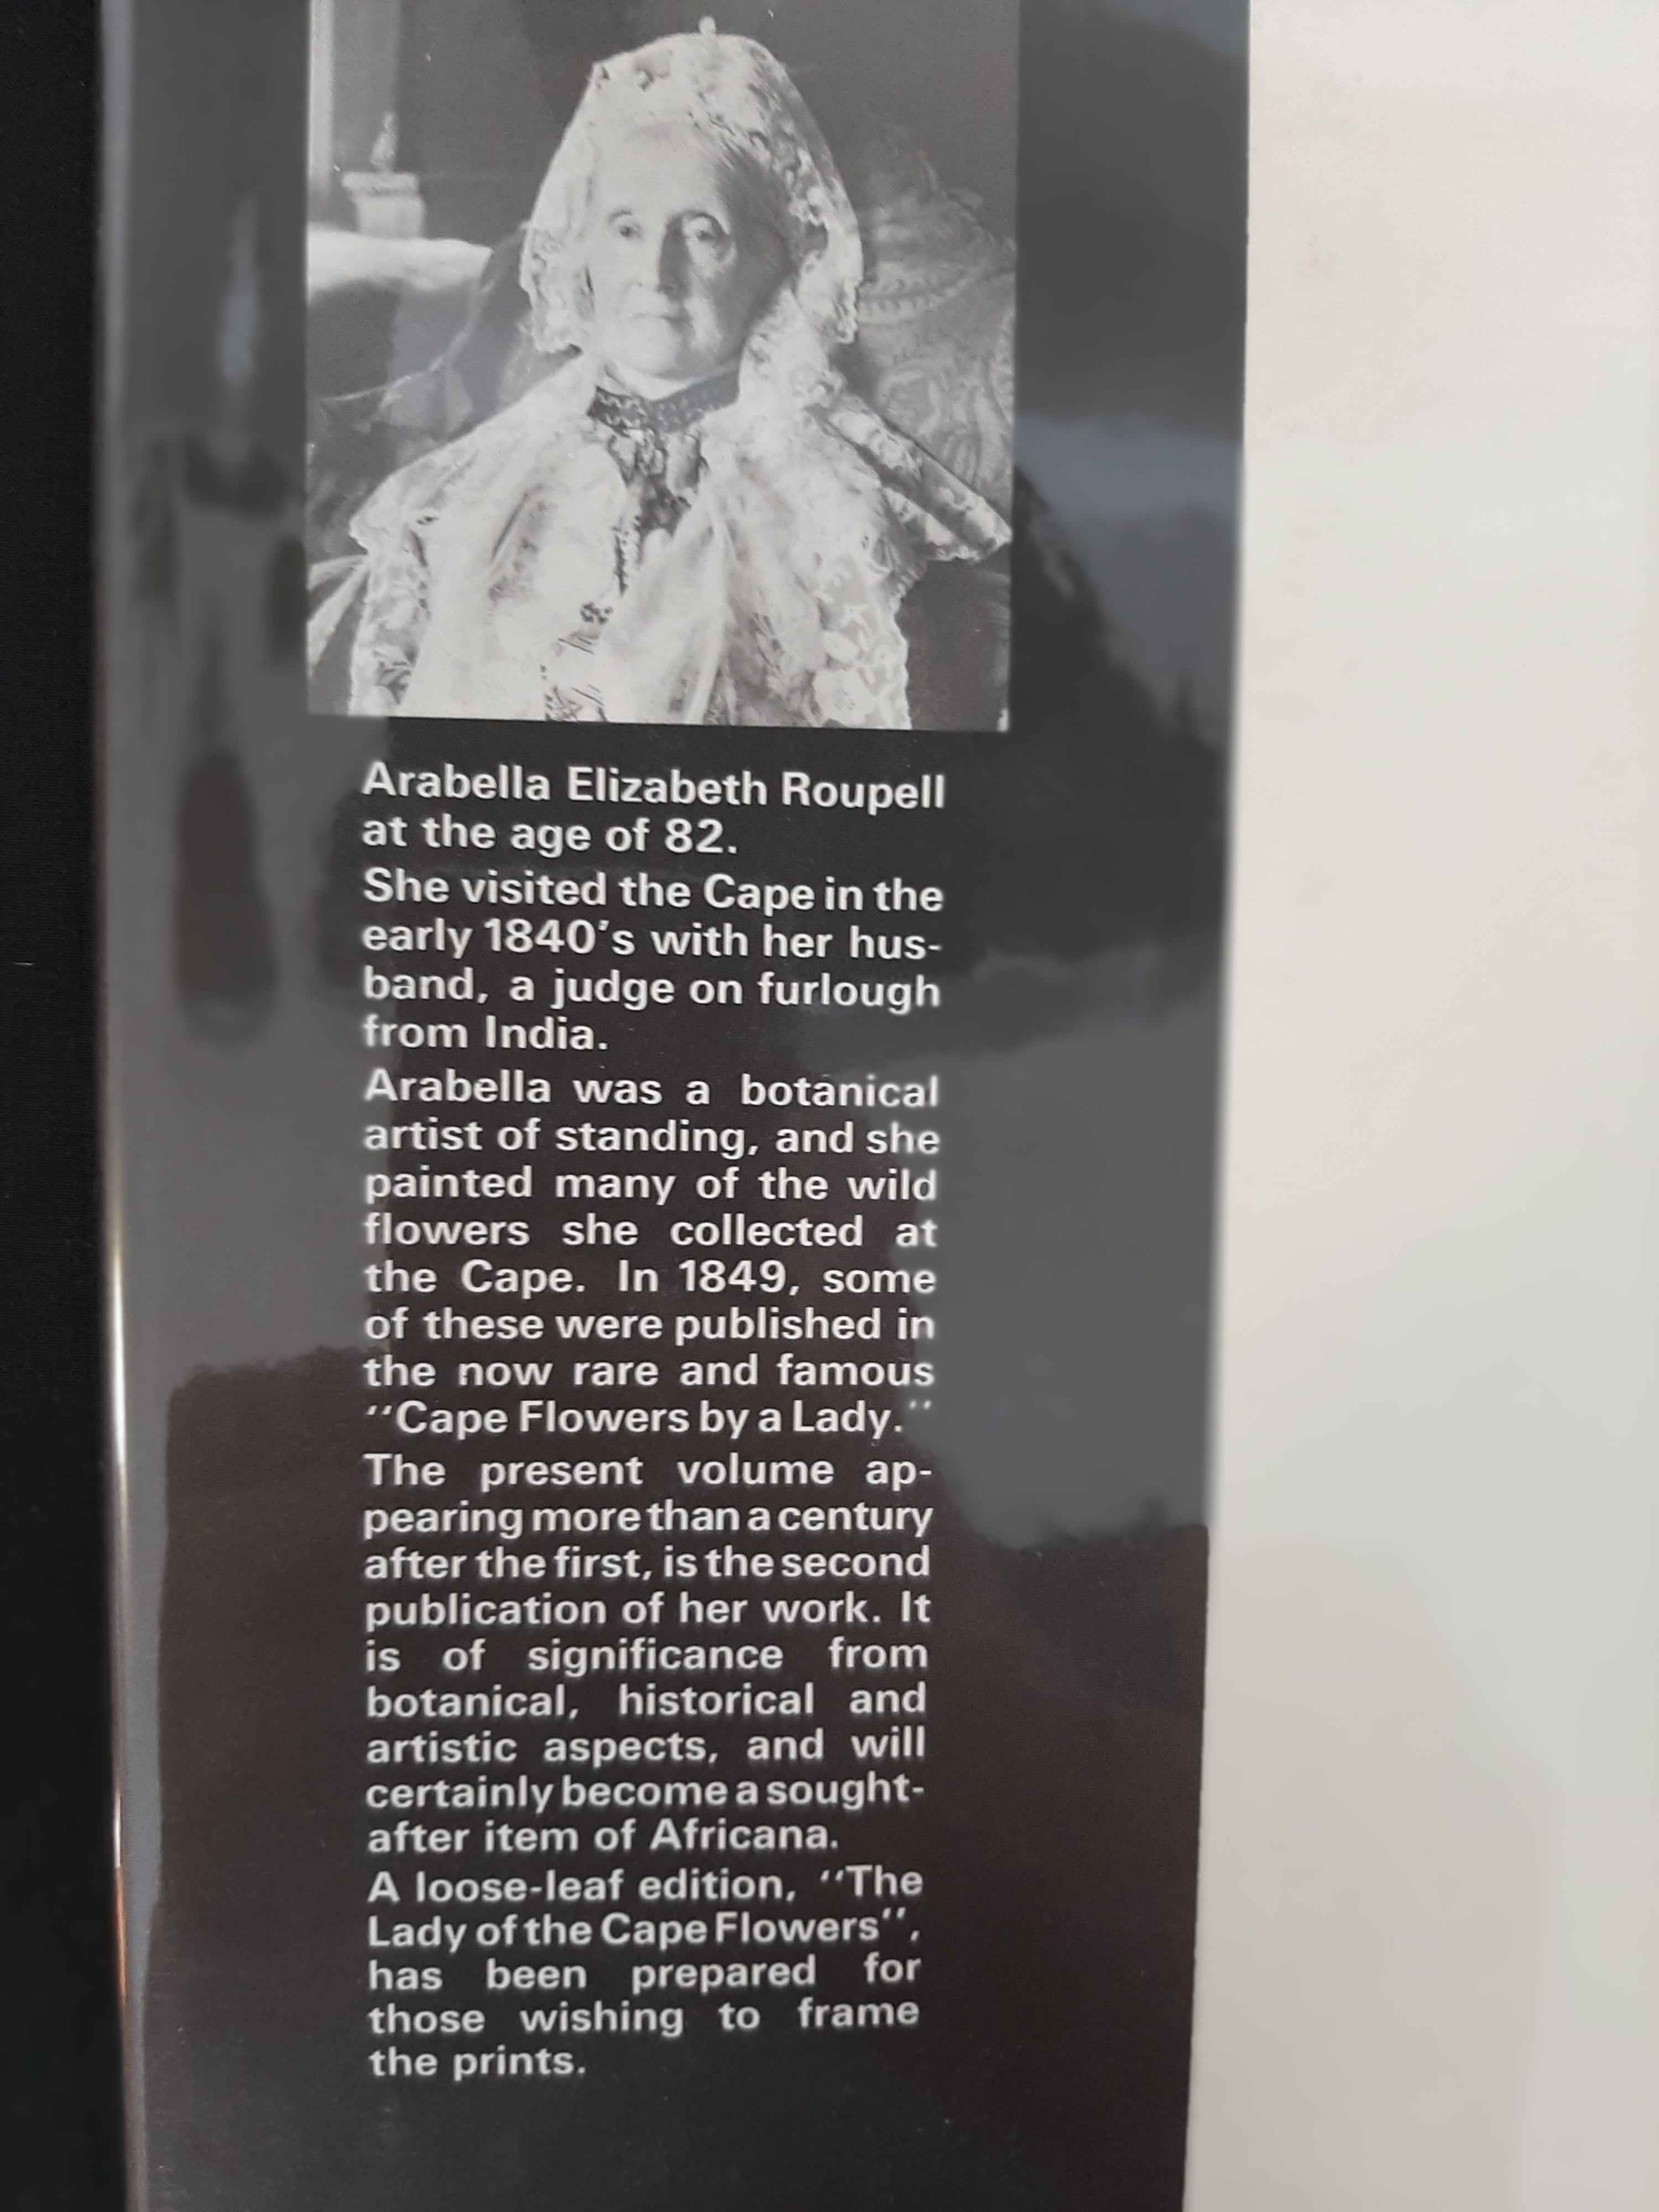 Arabella Elizabeth Roupell
at the age of 82.
She visited the Cape in the
early 1840's with her hus-
band, a judge on furlough
from India.
Arabella was a botanical
artist of standing, and she
painted many of the wild
flowers she collected at
the Cape. In 1849, some
of these were published in
the now rare and famous
"Cape Flowers by a Lady."
The present volume ap-
pearing more than a century
after the first, is the second
publication of her work. It
is of significance from
botanical, historical and
artistic aspects, and will
certainly become a sought-
after item of Africana.
A loose-leaf edition, "The
Lady of the Cape Flowers",
has been prepared for
those wishing to frame
the prints.